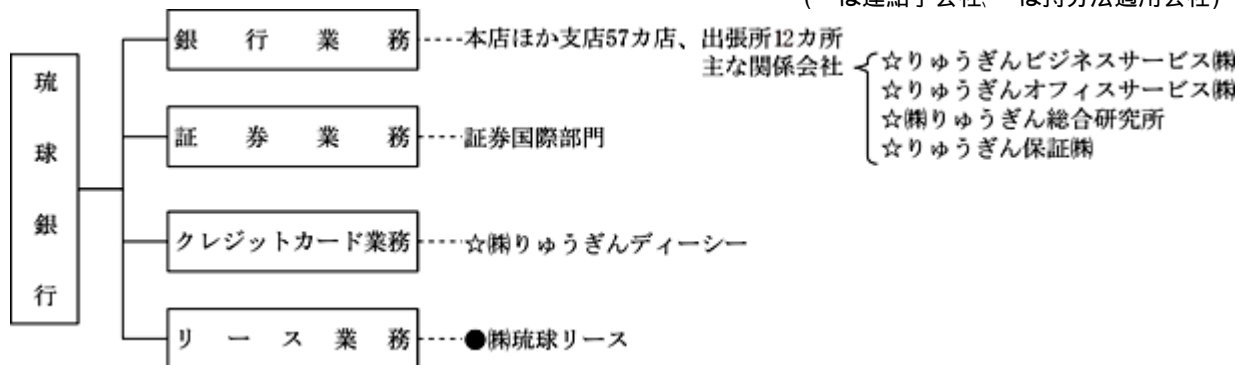 (　は連結子会社、　は持分法適用会社)
琉球銀行
銀行業務
本店ほか支店57カ店、出張所12カ所
主な関係会社
☆りゅうぎんビジネスサービス㈱
☆りゅうぎんオフィスサービス㈱
☆㈱りゅうぎん総合研究所
☆りゅうぎん保証㈱
証券業務
証券国際部門
クレジットカード業務
☆㈱りゅうぎんディーシー
リース業務
●㈱琉球リース